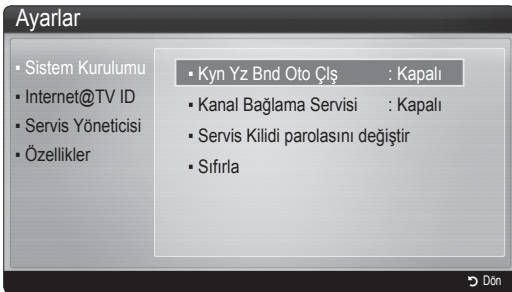 Ayarlar
▪ Sistem Kurulumu
▪ Internet@TV ID
▪ Servis Yöneticisi
▪ Özellikler
▪ Kyn Yz Bnd Oto Çlş : Kapalı
▪ Kanal Bağlama Servisi : Kapalı
▪ Servis Kilidi parolasını değiştir
▪ Sıfırla
Dön